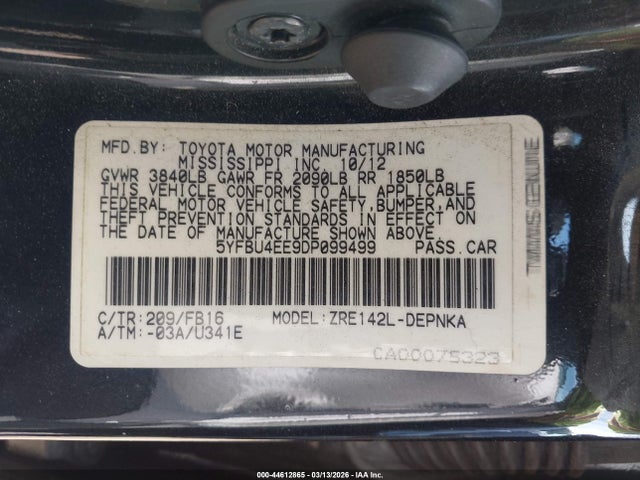 MFD.BY: TOYOTA MOTOR MANUFACTURING
MISSISSIPPI INC 10/12
GVWR 3840LB GAWR FR 2090LB RR 1850LB
THIS VEHICLE CONFORMS TO ALL APPLICABLE
FEDERAL MOTOR VEHICLE SAFETY,BUMPER,AND
THEFT PREVENTION STANDARDS IN EFFECT ON
THE DATE OF MANUFACTURE SHOWN ABOVE.
5YFBU4EE9DP099499 PASS.CAR
C/TR:209/FB16 MODEL:ZRE142L-DEPNKA
A/TM:-03A/U341E
CA00075323
000-44612865 - 03/13/2026 - IAA Inc.